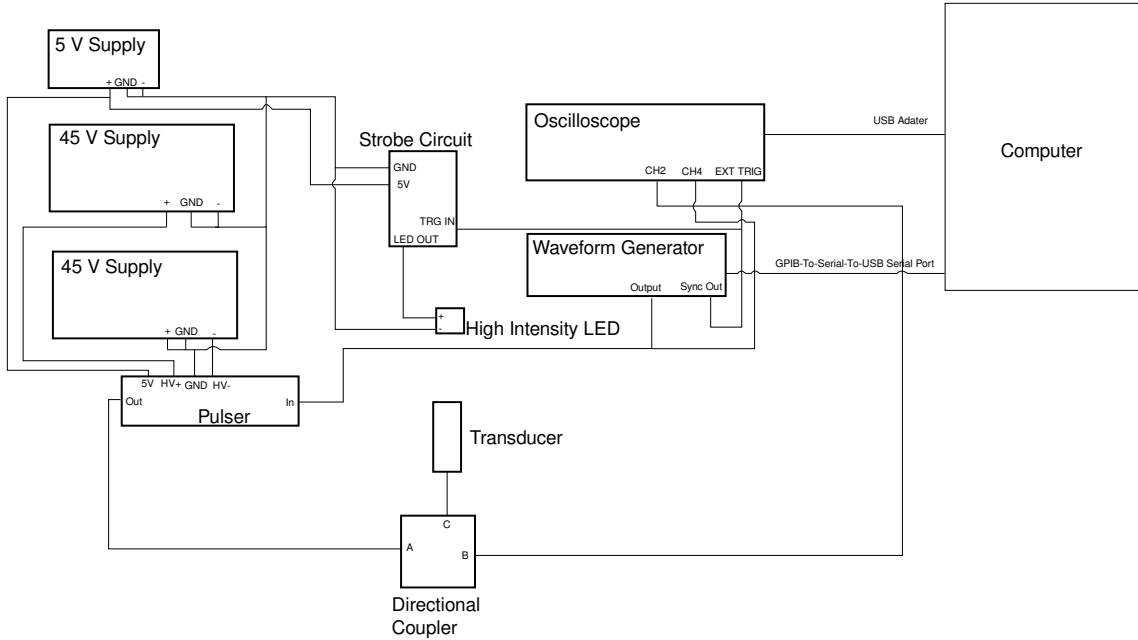 5 V Supply
+ GND -
45 V Supply
+ GND -
45 V Supply
+ GND -
5V HV+ GND HV-
Out
In
Pulser
Strobe Circuit
GND
5V
TRG IN
LED OUT
+
-
High Intensity LED
Oscilloscope
CH2 CH4 EXT TRIG
Waveform Generator
Output Sync Out
USB Adater
GPIB-To-Serial-To-USB Serial Port
Computer
Transducer
C
A
B
Directional
Coupler